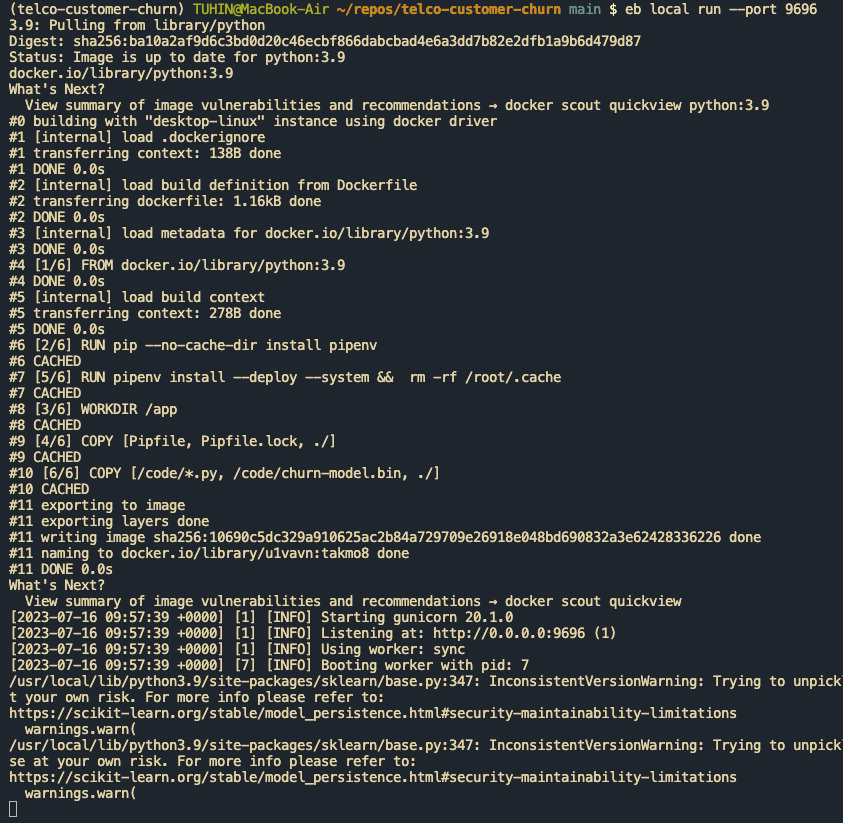 (telco-customer-churn) TUHIN@MacBook-Air ~/repos/telco-customer-churn main $ eb local run --port 9696
3.9: Pulling from library/python
Digest: sha256:ba10a2af9d6c3bd0d20c46ecbf866dabcbad4e6a3dd7b82e2dfb1a9b6d479d87
Status: Image is up to date for python:3.9
docker.io/library/python:3.9
What's Next?
  View summary of image vulnerabilities and recommendations → docker scout quickview python:3.9
#0 building with "desktop-linux" instance using docker driver
#1 [internal] load .dockerignore
#1 transferring context: 138B done
#1 DONE 0.0s
#2 [internal] load build definition from Dockerfile
#2 transferring dockerfile: 1.16kB done
#2 DONE 0.0s
#3 [internal] load metadata for docker.io/library/python:3.9
#3 DONE 0.0s
#4 [1/6] FROM docker.io/library/python:3.9
#4 DONE 0.0s
#5 [internal] load build context
#5 transferring context: 278B done
#5 DONE 0.0s
#6 [2/6] RUN pip --no-cache-dir install pipenv
#6 CACHED
#7 [5/6] RUN pipenv install --deploy --system &&  rm -rf /root/.cache
#7 CACHED
#8 [3/6] WORKDIR /app
#8 CACHED
#9 [4/6] COPY [Pipfile, Pipfile.lock, ./]
#9 CACHED
#10 [6/6] COPY [/code/*.py, /code/churn-model.bin, ./]
#10 CACHED
#11 exporting to image
#11 exporting layers done
#11 writing image sha256:10690c5dc329a910625ac2b84a729709e26918e048bd690832a3e62428336226 done
#11 naming to docker.io/library/u1vavn:takmo8 done
#11 DONE 0.0s
What's Next?
  View summary of image vulnerabilities and recommendations → docker scout quickview
[2023-07-16 09:57:39 +0000] [1] [INFO] Starting gunicorn 20.1.0
[2023-07-16 09:57:39 +0000] [1] [INFO] Listening at: http://0.0.0.0:9696 (1)
[2023-07-16 09:57:39 +0000] [1] [INFO] Using worker: sync
[2023-07-16 09:57:39 +0000] [7] [INFO] Booting worker with pid: 7
/usr/local/lib/python3.9/site-packages/sklearn/base.py:347: InconsistentVersionWarning: Trying to unpickl
t your own risk. For more info please refer to:
https://scikit-learn.org/stable/model_persistence.html#security-maintainability-limitations
  warnings.warn(
/usr/local/lib/python3.9/site-packages/sklearn/base.py:347: InconsistentVersionWarning: Trying to unpickl
se at your own risk. For more info please refer to:
https://scikit-learn.org/stable/model_persistence.html#security-maintainability-limitations
  warnings.warn(